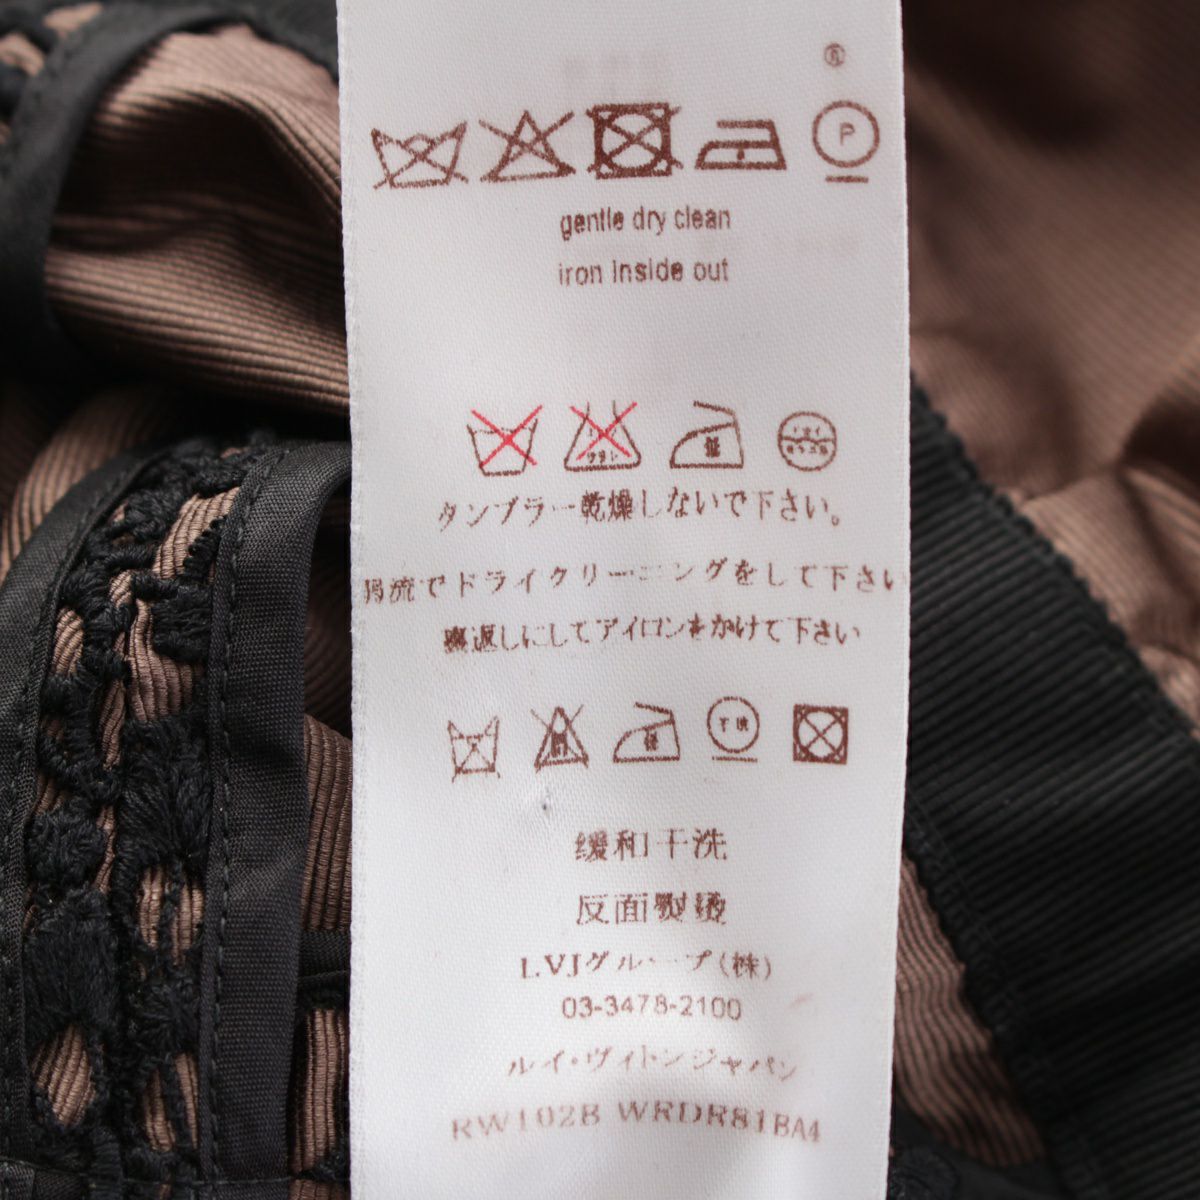 ®
P
gentle dry clean
iron inside out
低
タンブラー乾燥しないで下さい。
弱流でドライクリーニングをして下さい
裏返しにしてアイロンをかけて下さい
低 干洗
缓和干洗
反面熨烫
LVJグループ(株)
03-3478-2100
ルイ・ヴィトンジャパン
RW102B WRDR81BA4